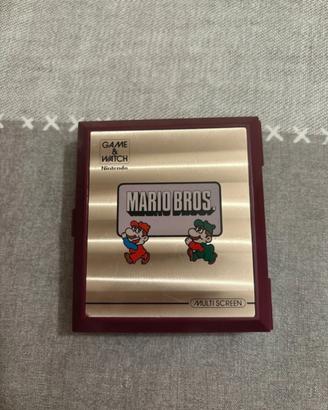 GAME
&
WATCH
Nintendo
MARIO BROS.
MULTI SCREEN